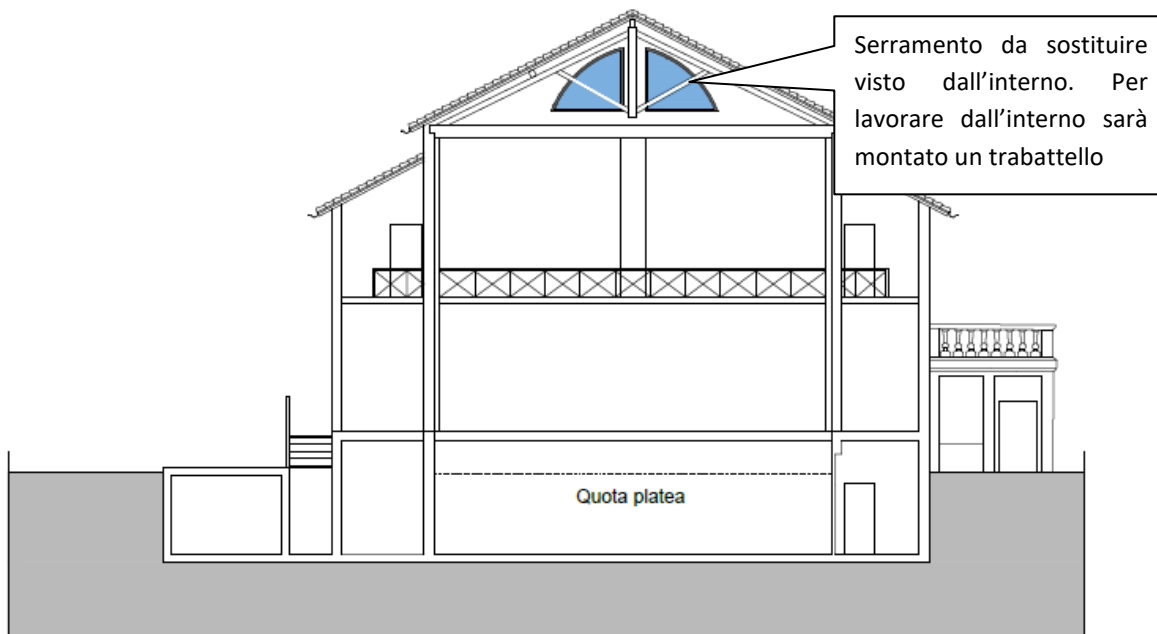 Serramento da sostituire
visto dall’interno. Per
lavorare dall’interno sarà
montato un trabattello
Quota platea